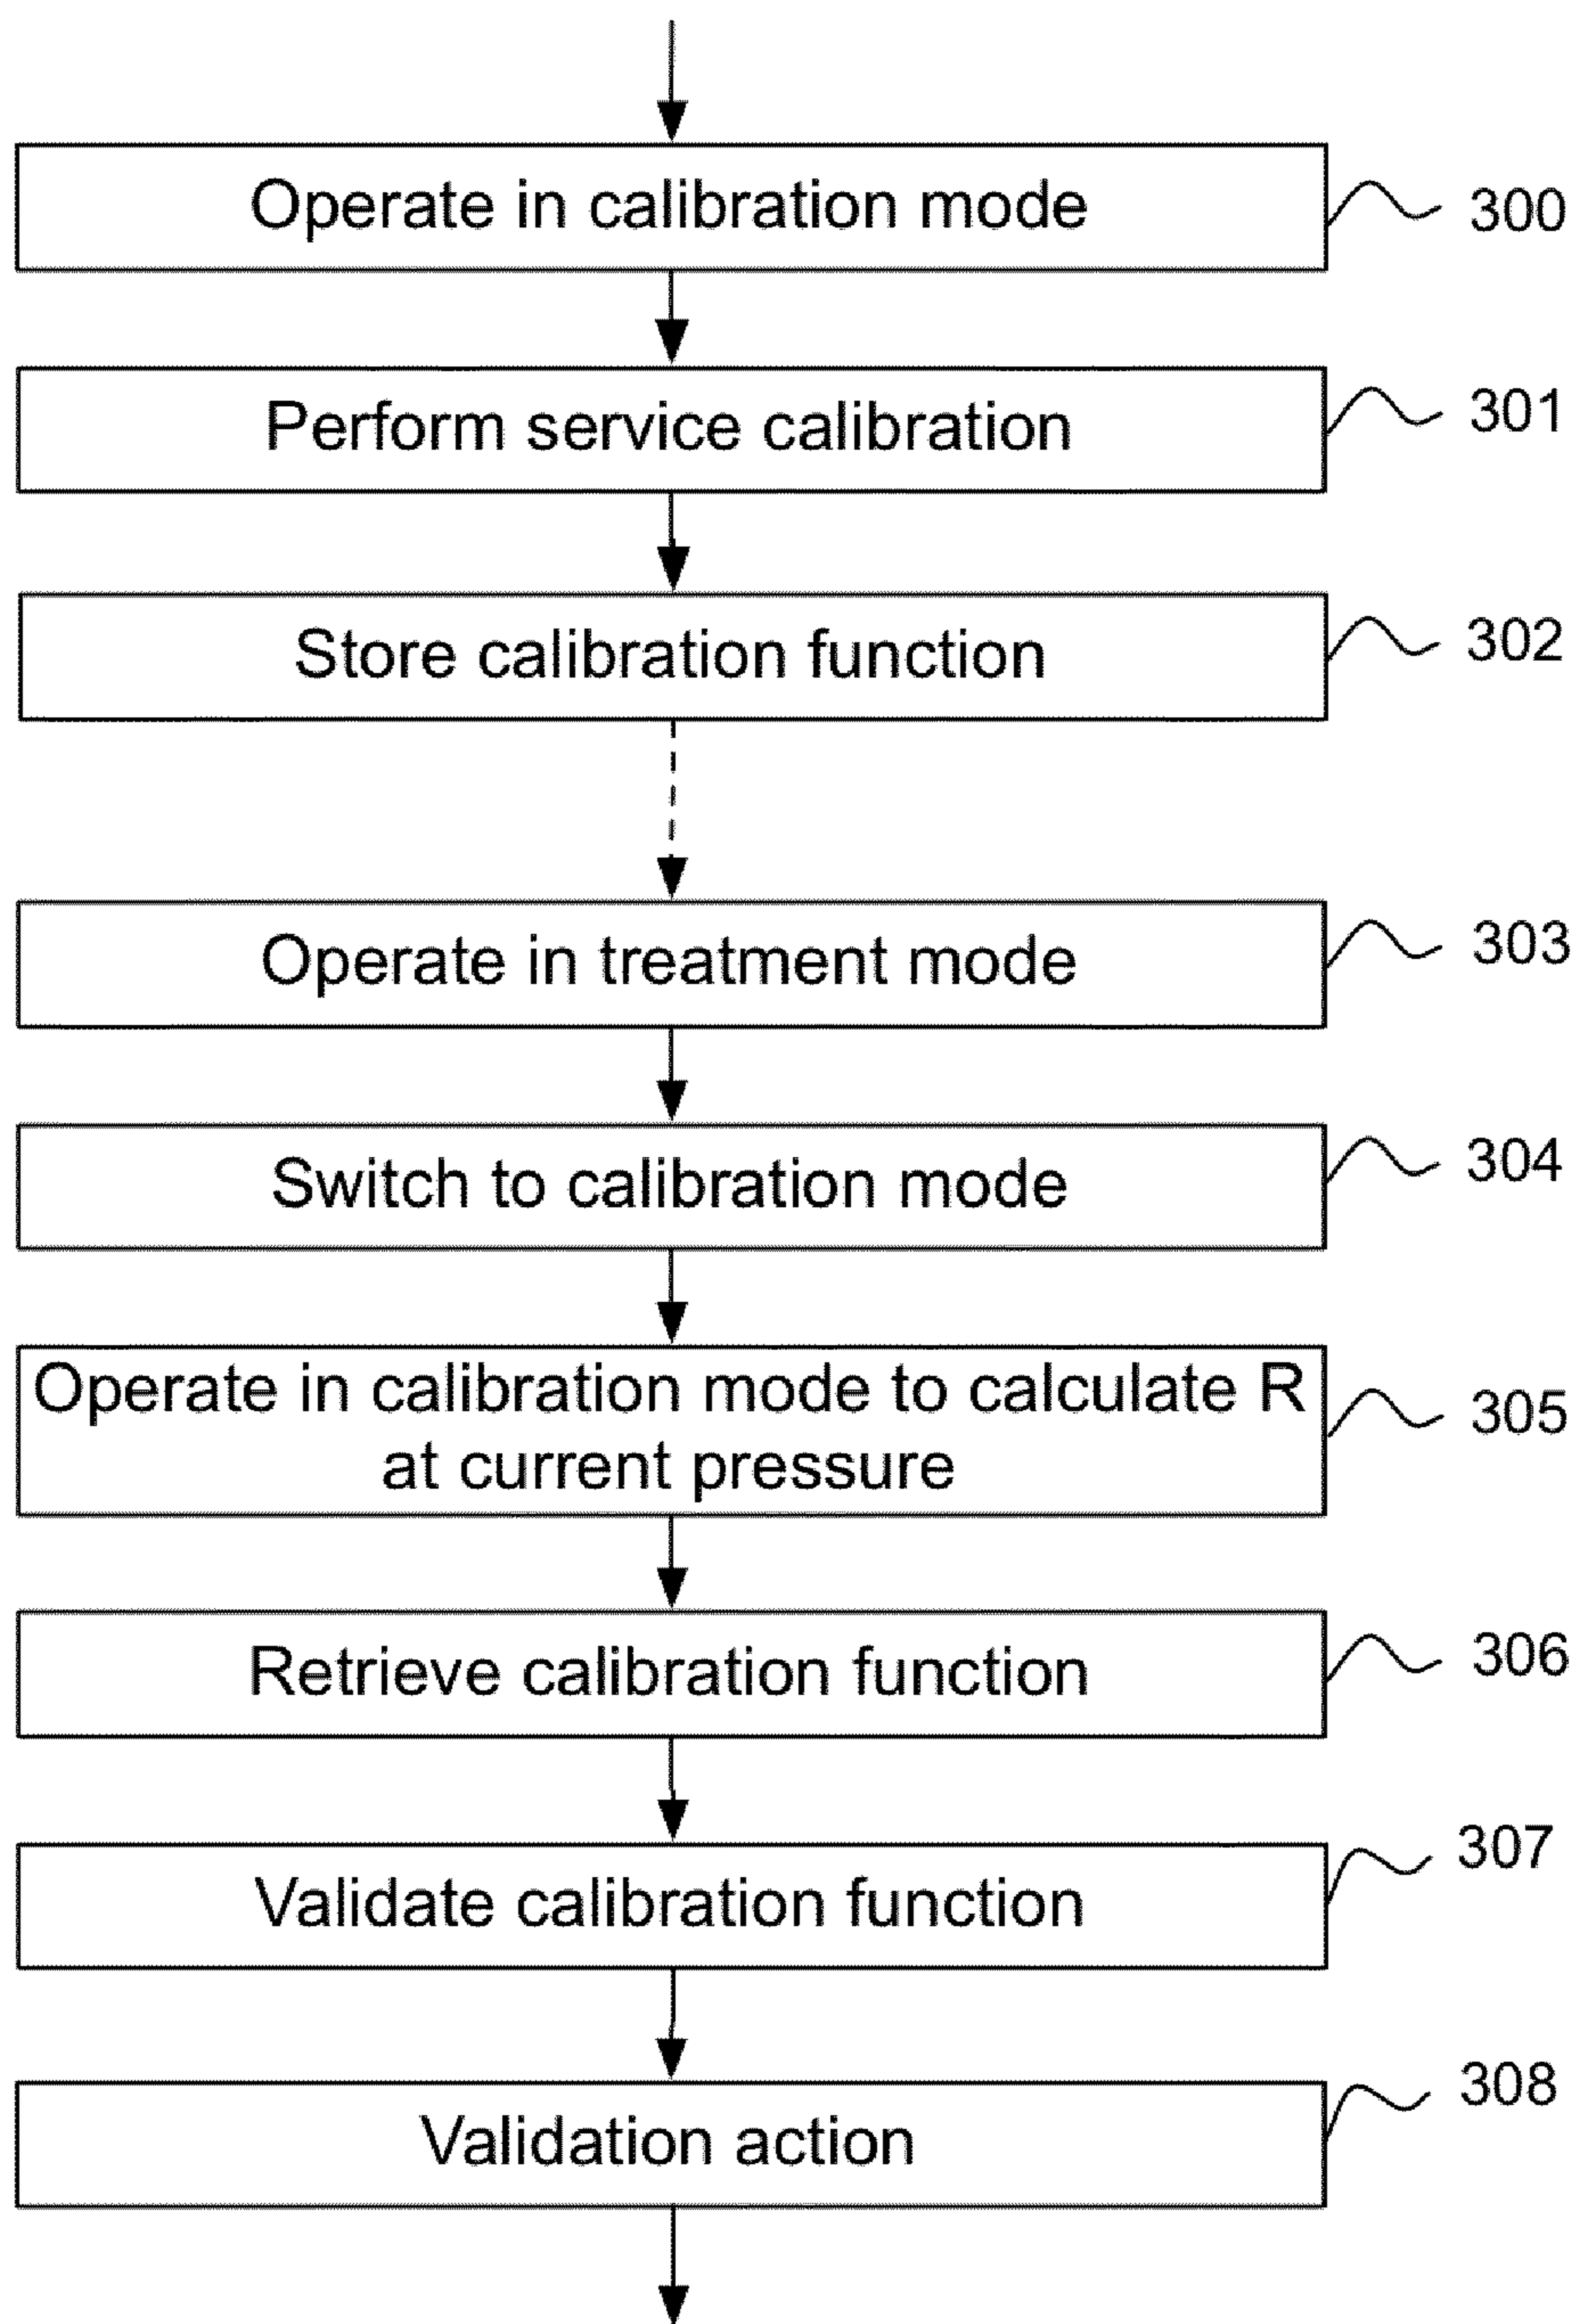 Operate in calibration mode
300
Perform service calibration
301
Store calibration function
302
Operate in treatment mode
303
Switch to calibration mode
304
Operate in calibration mode to calculate R
at current pressure
305
Retrieve calibration function
306
Validate calibration function
307
Validation action
308